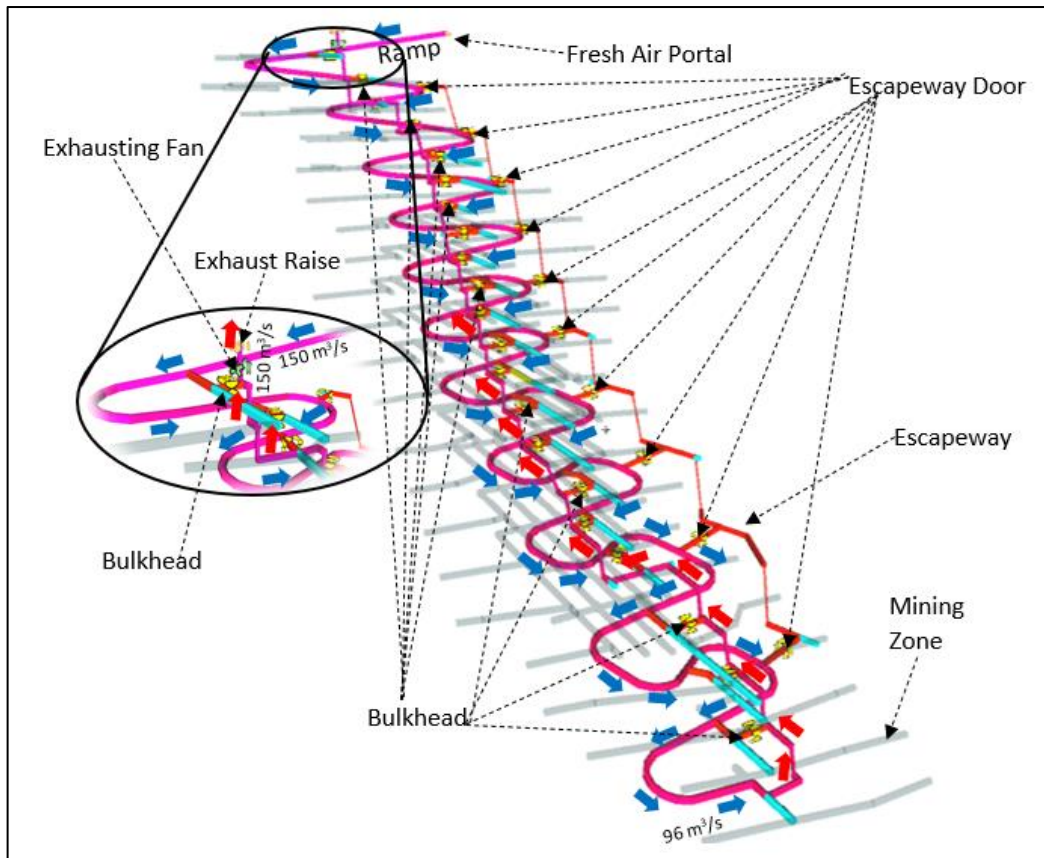 Ramp
Fresh Air Portal
Escapeway Door
Exhausting Fan
Exhaust Raise
150 m³/s
150 m³/s
Bulkhead
Escapeway
Mining
Zone
Bulkhead
96 m³/s